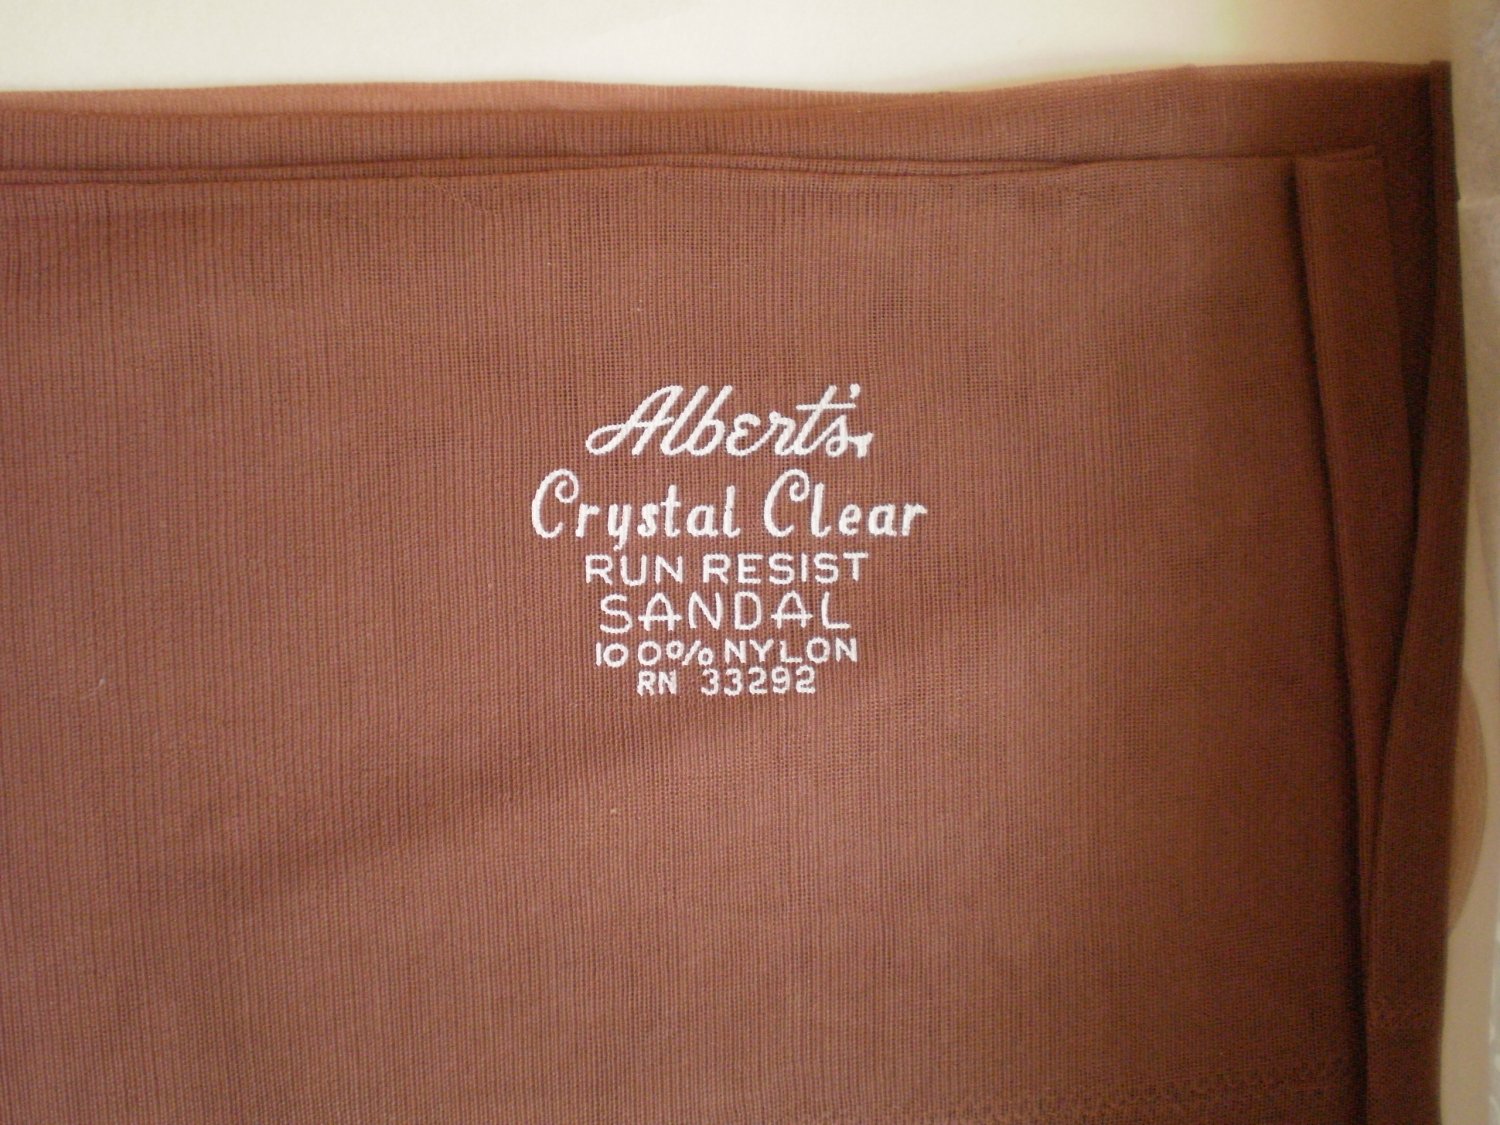 Albert's
Crystal Clear
RUN RESIST
SANDAL
100% NYLON
RN 33292